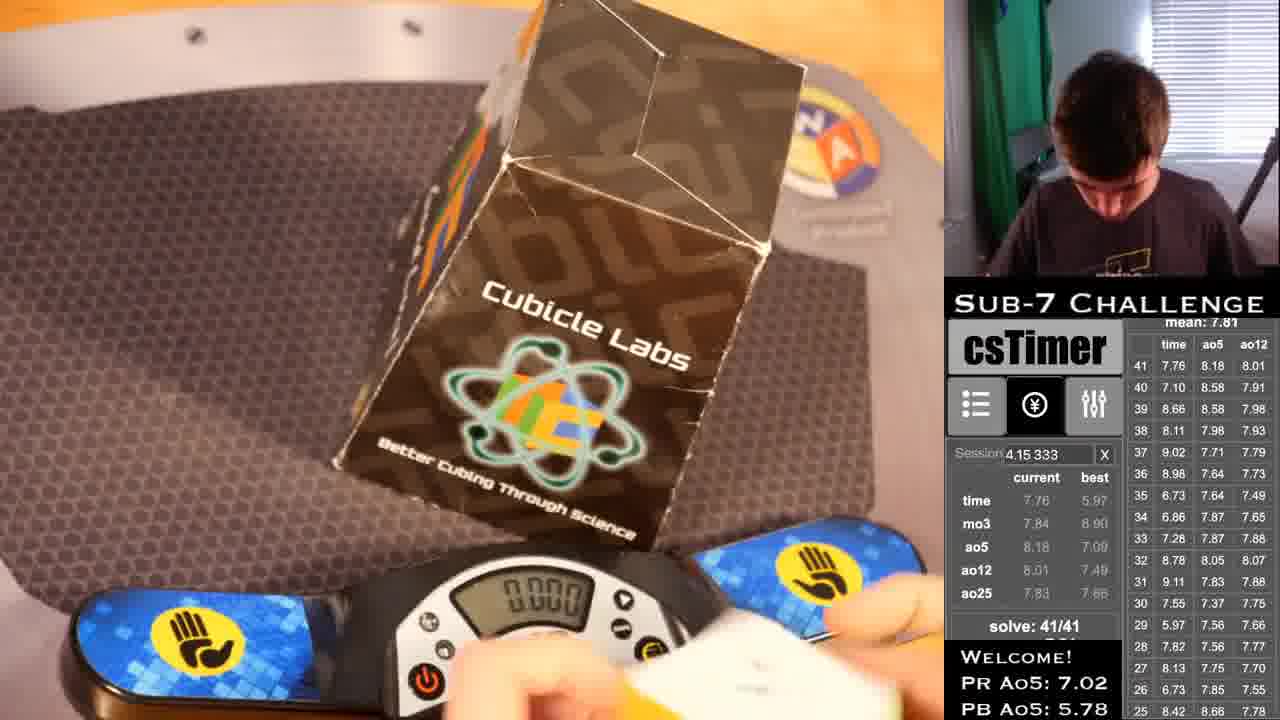 Cubicle Labs
Better Cubing Through Science
0.000
A
SUB-7 CHALLENGE
csTimer
Session 4.15 333 X
current best
time 7.76 5.97
mo3 7.84 6.90
ao5 8.18 7.09
ao12 8.01 7.49
ao25 7.83 7.66
solve: 41/41
mean: 7.81
time ao5 ao12
41 7.76 8.18 8.01
40 7.10 8.58 7.91
39 8.66 8.58 7.98
38 8.11 7.98 7.93
37 9.02 7.71 7.79
36 8.98 7.64 7.73
35 6.73 7.64 7.49
34 6.86 7.87 7.65
33 7.28 7.87 7.88
32 8.78 8.05 8.07
31 9.11 7.83 7.88
30 7.55 7.37 7.75
29 5.97 7.56 7.66
28 7.82 7.56 7.77
27 8.13 7.75 7.70
26 6.73 7.85 7.55
25 8.42 8.66 7.78
WELCOME!
PR AO5: 7.02
PB AO5: 5.78